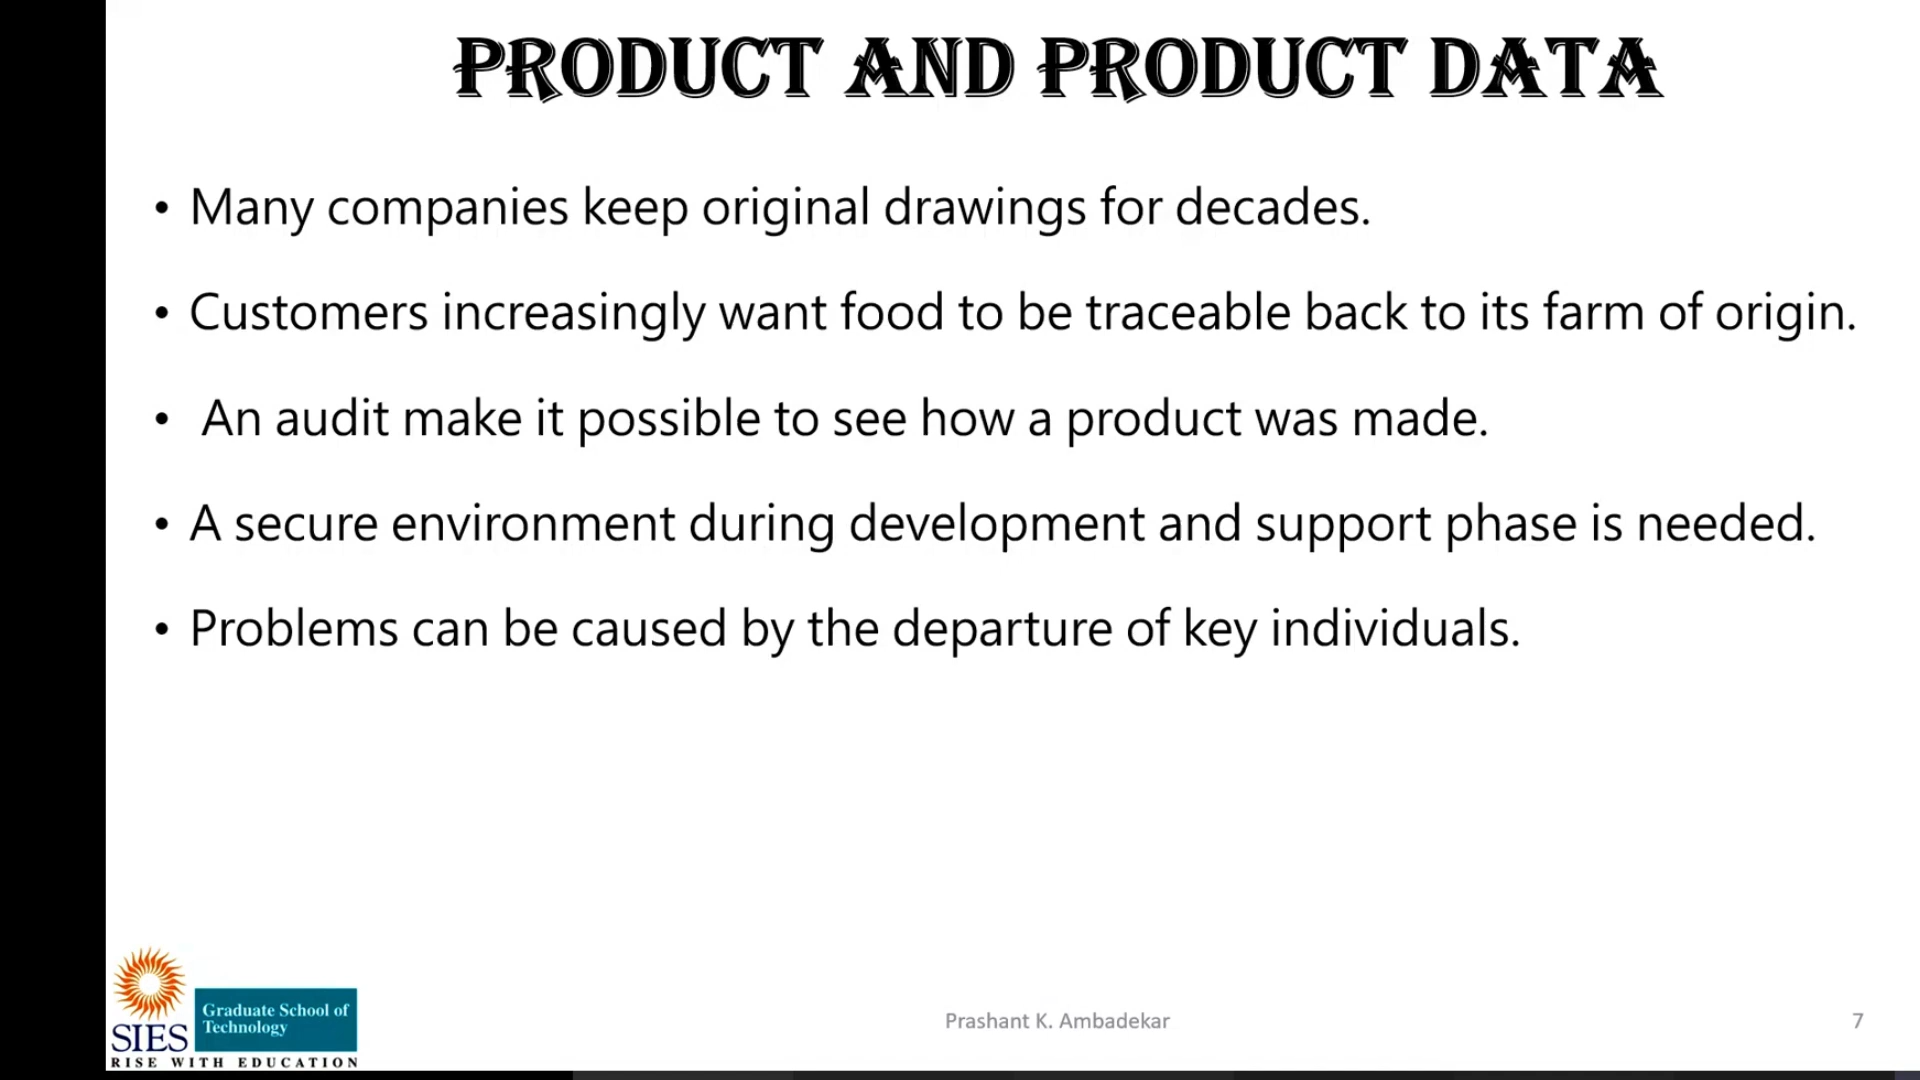 PRODUCT AND PRODUCT DATA
• Many companies keep original drawings for decades.
• Customers increasingly want food to be traceable back to its farm of origin.
• An audit make it possible to see how a product was made.
• A secure environment during development and support phase is needed.
• Problems can be caused by the departure of key individuals.
Graduate School of
Technology
SIES
RISE WITH EDUCATION
Prashant K. Ambadekar
7